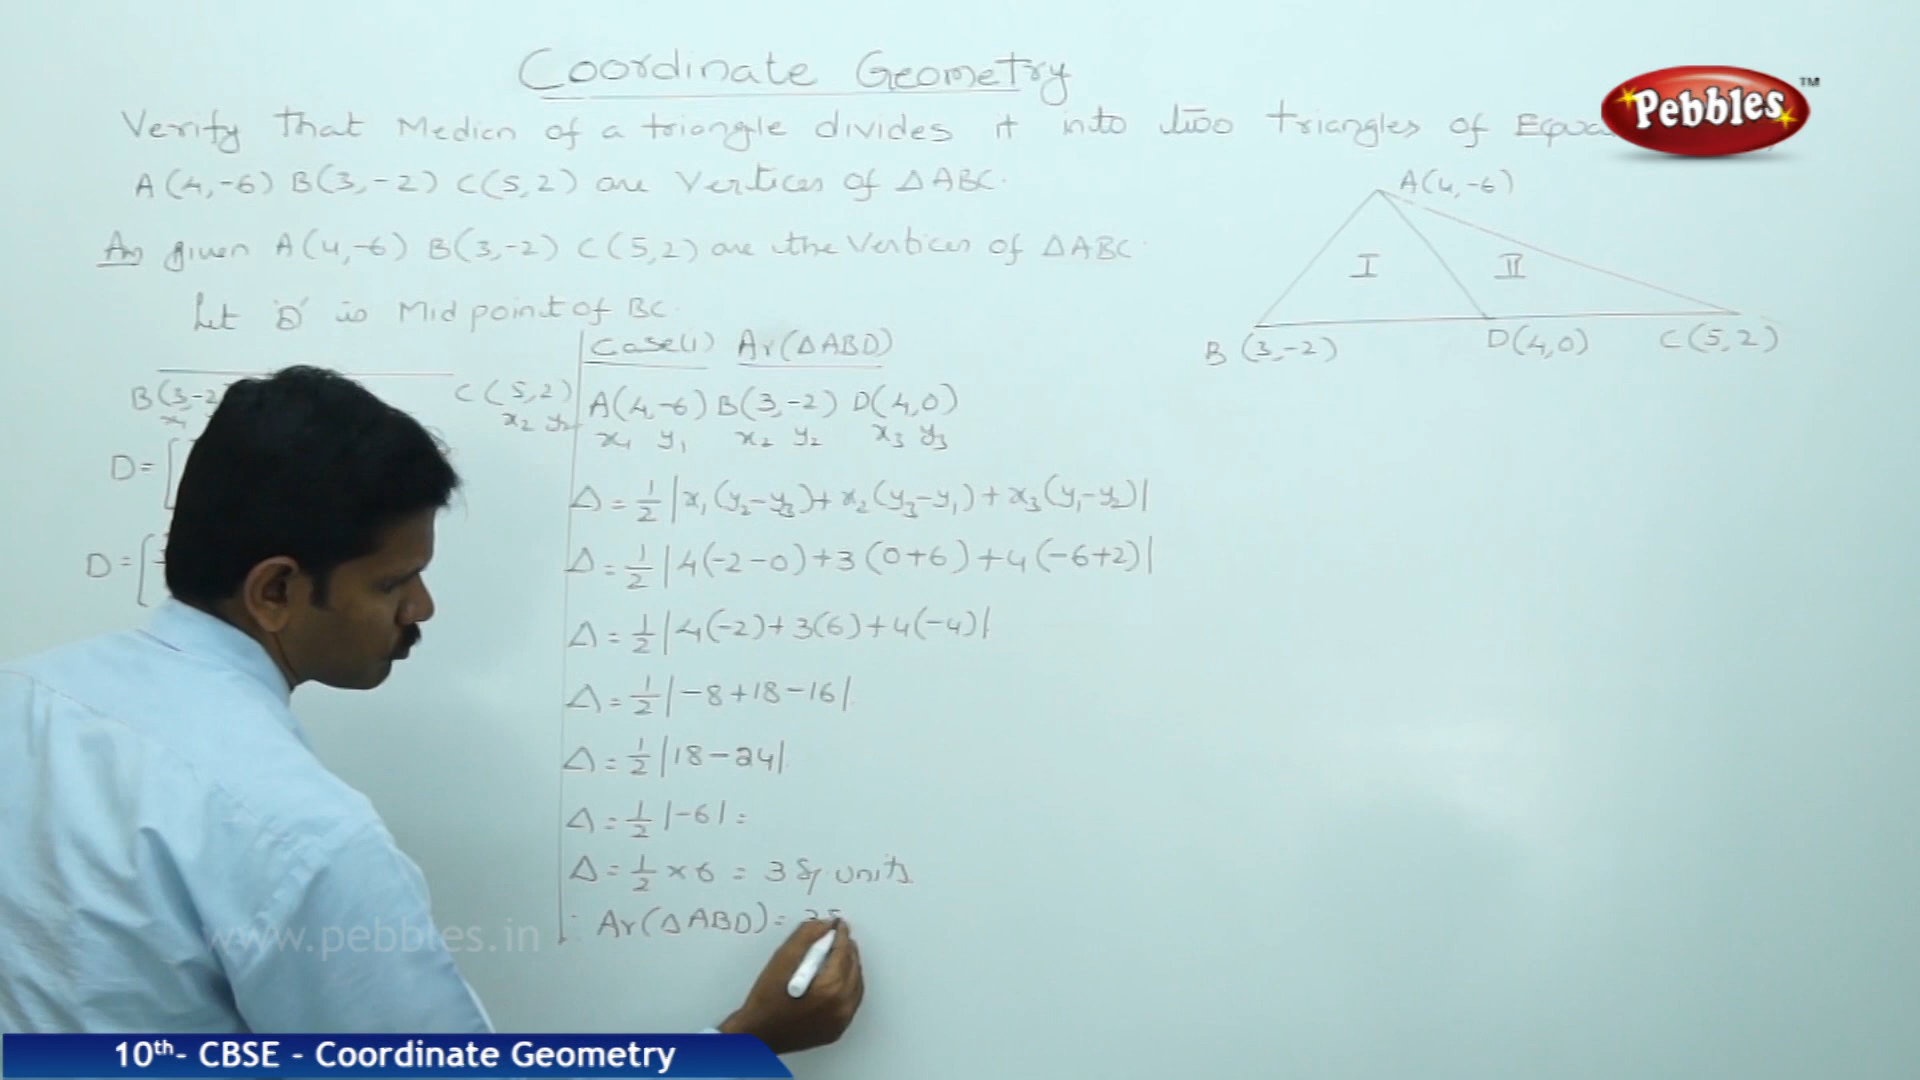 Coordinate Geometry
Pebbles TM
Verify that Median of a triangle divides it into two triangles of
A(4,-6) B(3,-2) C(5,2) are Vertices of ΔABC.
Ans given A(4,-6) B(3,-2) C(5,2) are the Vertices of ΔABC.
Let 'D' is Mid point of BC.
A(4,-6)
I II
B (3,-2) D(4,0) C(5,2)
B(3,-2 C(5,2)
x₁ x₂ y₂
D=[
D=[
Case(1) Ar(ΔABD)
A(4,-6) B(3,-2) D(4,0)
x₁ y₁ x₂ y₂ x₃ y₃
Δ = 1/2 |x₁(y₂-y₃)+x₂(y₃-y₁)+x₃(y₁-y₂)|
Δ = 1/2 |4(-2-0)+3(0+6)+4(-6+2)|
Δ = 1/2 |4(-2)+3(6)+4(-4)|
Δ = 1/2 |-8+18-16|
Δ = 1/2 |18-24|
Δ = 1/2 |-6| =
Δ = 1/2 × 6 = 3 Sq units
∴ Ar(ΔABD) = 3
www.pebbles.in
10th- CBSE - Coordinate Geometry